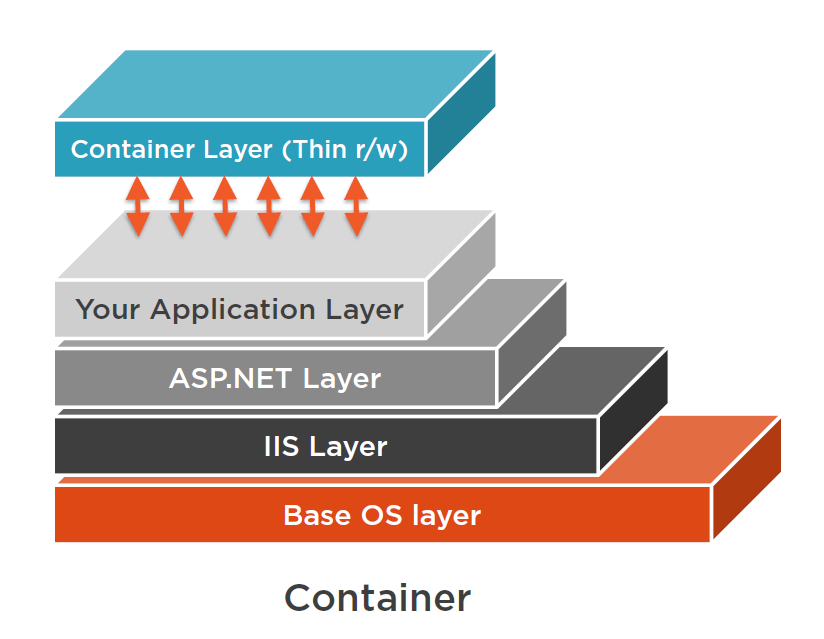 Container Layer (Thin r/w)
Your Application Layer
ASP.NET Layer
IIS Layer
Base OS layer
Container